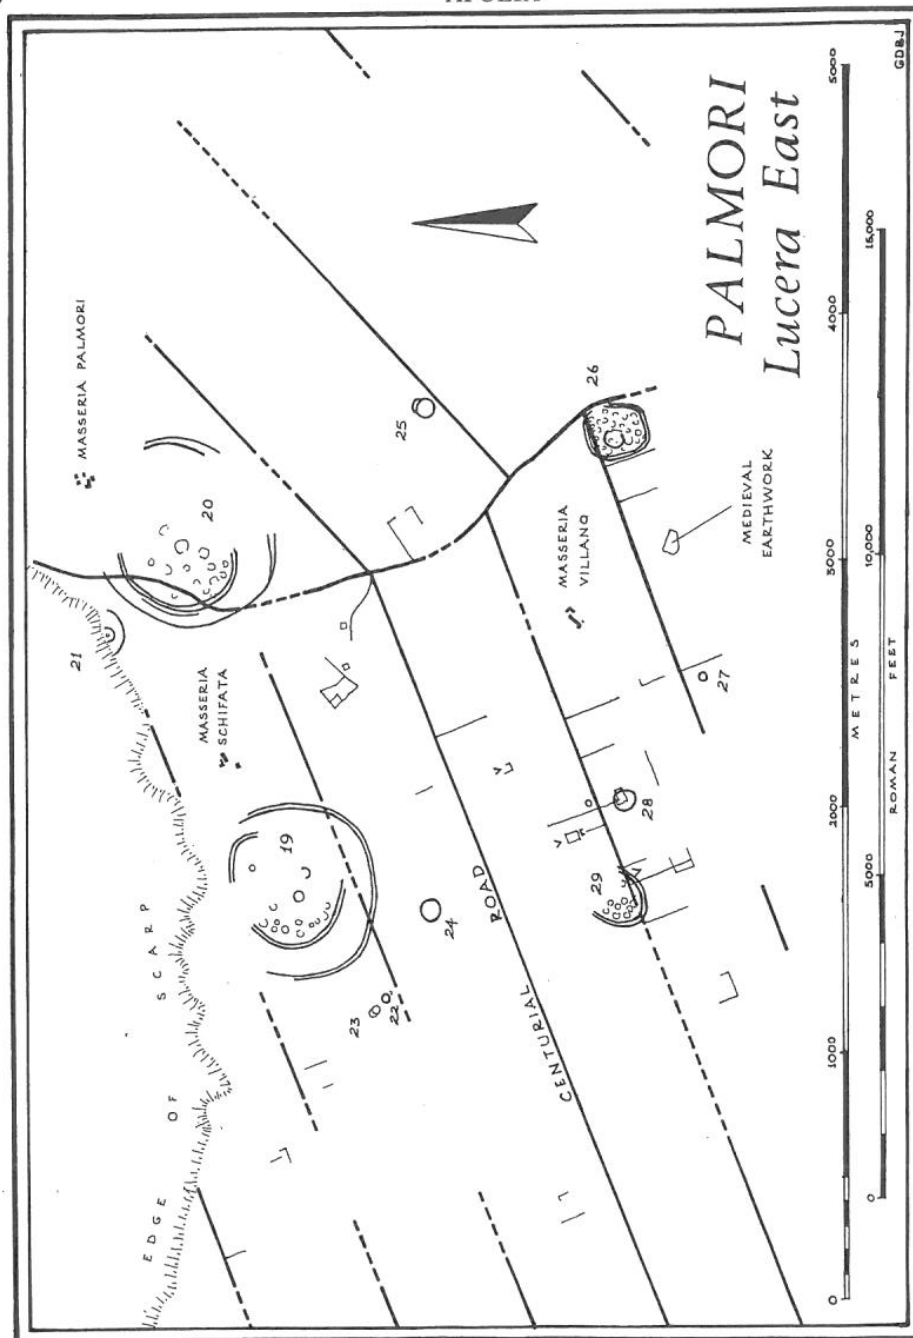 PALMORI
Lucera East
MASSERIA PALMORI
20
21
MASSERIA
SCHIFATA
19
EDGE OF SCARP
23
22
24
25
26
MASSERIA
VILLANO
MEDIEVAL
EARTHWORK
27
28
29
CENTURIAL ROAD
0
1000
2000
3000
4000
5000
METRES
0
5000
10,000
15,000
ROMAN FEET
GDBJ